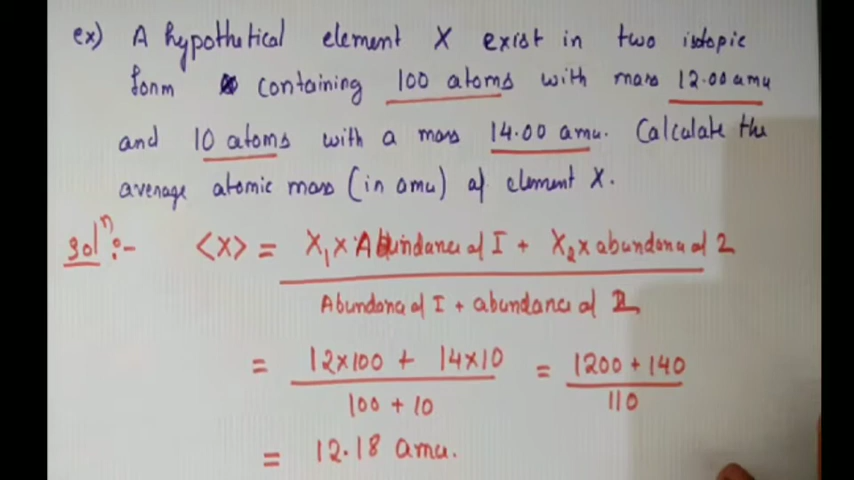 ex) A hypothetical element X exist in two isotopic
form containing 100 atoms with mass 12.00 amu
and 10 atoms with a mass 14.00 amu. Calculate the
average atomic mass (in amu) of element X.
Solⁿ:- <X> = X₁ x Abundance of I + X₂ x abundance of 2
Abundance of I + abundance of 2
= 12x100 + 14x10 = 1200 + 140
100 + 10 110
= 12.18 amu.